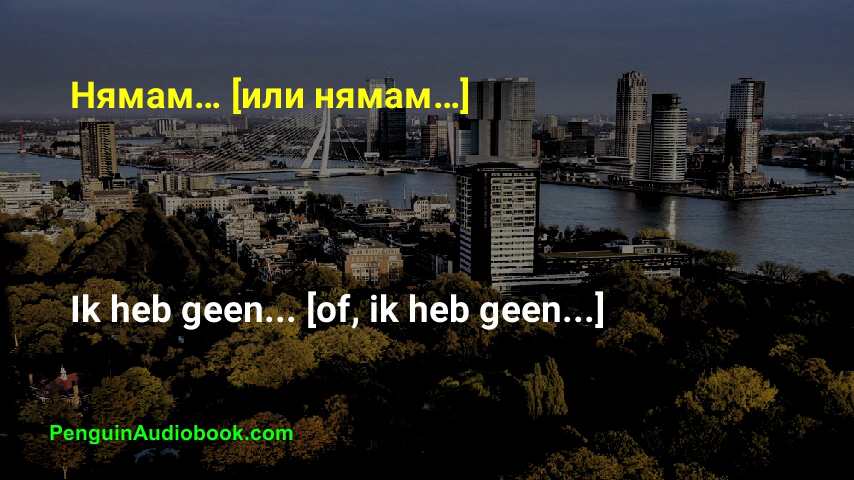 Нямам… [или нямам…]
Ik heb geen... [of, ik heb geen...]
PenguinAudiobook.com